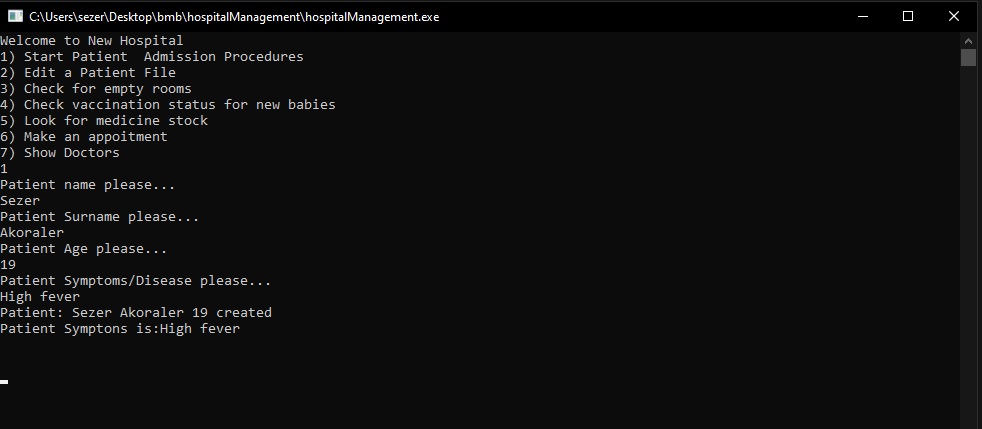 C:\Users\sezer\Desktop\bmb\hospitalManagement\hospitalManagement.exe
Welcome to New Hospital
1) Start Patient  Admission Procedures
2) Edit a Patient File
3) Check for empty rooms
4) Check vaccination status for new babies
5) Look for medicine stock
6) Make an appoitment
7) Show Doctors
1
Patient name please...
Sezer
Patient Surname please...
Akoraler
Patient Age please...
19
Patient Symptoms/Disease please...
High fever
Patient: Sezer Akoraler 19 created
Patient Symptons is:High fever